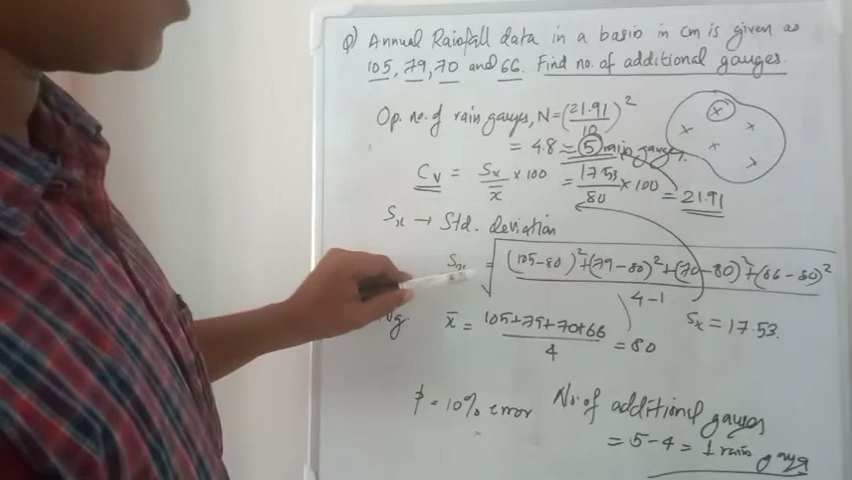 Q) Annual Rainfall data in a basin in cm is given as
105, 79, 70 and 66. Find no. of additional gauges.
Op. no. of rain gauges, N = (21.91/10)²
= 4.8 ≈ 5 rain gauges.
Cv = Sx/x̄ × 100 = 17.53/80 × 100 = 21.91
Sx → Std. deviation
Sx = √((105-80)²+(79-80)²+(70-80)²+(66-80)²/4-1)
Sx = 17.53.
x̄ = 105+79+70+66/4 = 80
p = 10% error
No. of additional gauges
= 5-4 = 1 rain gauge